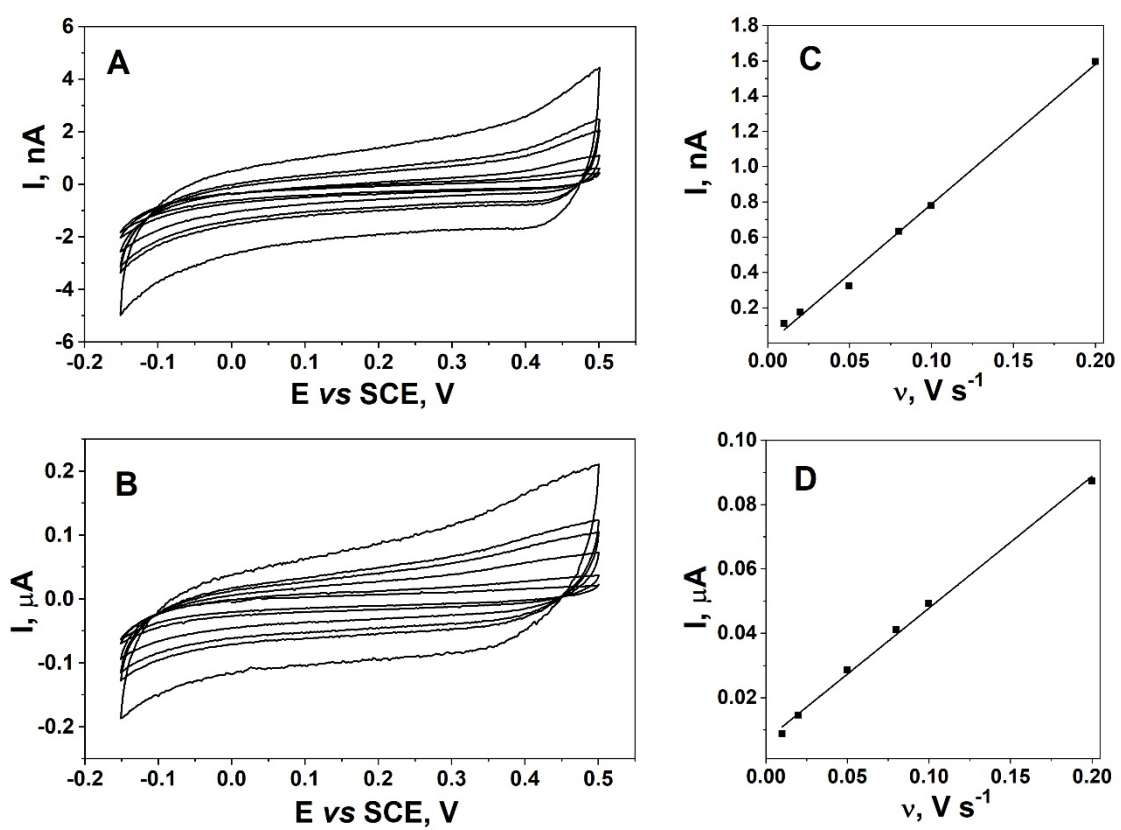 A
I, nA
6
4
2
0
-2
-4
-6
-0.2 -0.1 0.0 0.1 0.2 0.3 0.4 0.5
E vs SCE, V
C
I, nA
1.8
1.6
1.4
1.2
1.0
0.8
0.6
0.4
0.2
0.00 0.05 0.10 0.15 0.20
ν, V s⁻¹
B
I, μA
0.2
0.1
0.0
-0.1
-0.2
-0.2 -0.1 0.0 0.1 0.2 0.3 0.4 0.5
E vs SCE, V
D
I, μA
0.10
0.08
0.06
0.04
0.02
0.00 0.05 0.10 0.15 0.20
ν, V s⁻¹